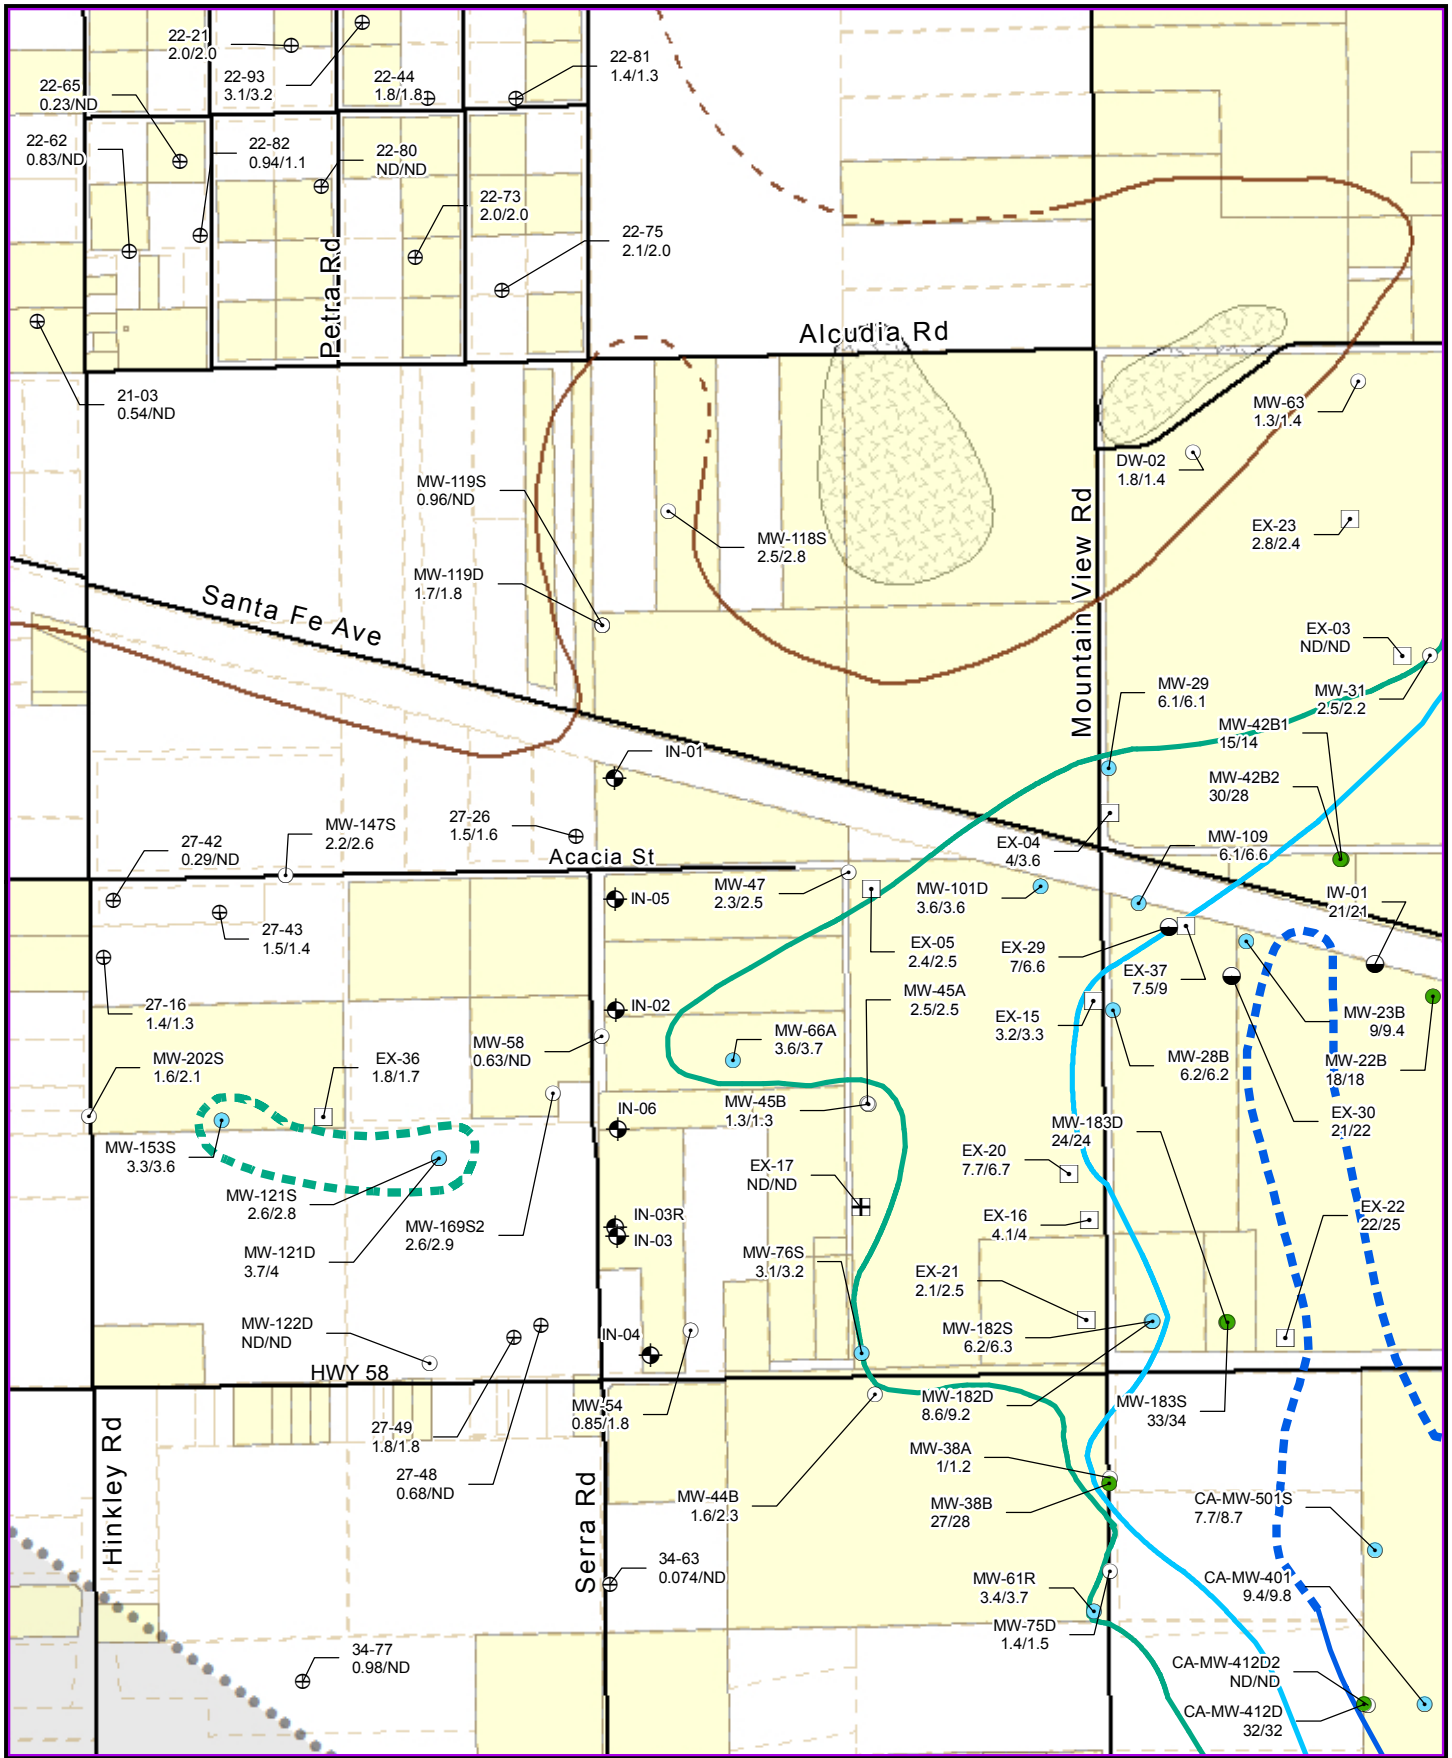 22-21
2.0/2.0
22-93
3.1/3.2
22-44
1.8/1.8
22-81
1.4/1.3
22-65
0.23/ND
22-62
0.83/ND
22-82
0.94/1.1
22-80
ND/ND
22-73
2.0/2.0
22-75
2.1/2.0
Petra Rd
Alcudia Rd
21-03
0.54/ND
MW-63
1.3/1.4
DW-02
1.8/1.4
MW-119S
0.96/ND
MW-118S
2.5/2.8
EX-23
2.8/2.4
MW-119D
1.7/1.8
Santa Fe Ave
Mountain View Rd
EX-03
ND/ND
MW-29
6.1/6.1
MW-31
2.5/2.2
MW-42B1
15/14
IN-01
MW-42B2
30/28
27-42
0.29/ND
MW-147S
2.2/2.6
27-26
1.5/1.6
Acacia St
EX-04
4/3.6
MW-109
6.1/6.6
IN-05
MW-47
2.3/2.5
MW-101D
3.6/3.6
IW-01
21/21
27-43
1.5/1.4
EX-05
2.4/2.5
EX-29
7/6.6
EX-37
7.5/9
27-16
1.4/1.3
IN-02
MW-45A
2.5/2.5
EX-15
3.2/3.3
MW-23B
9/9.4
MW-202S
1.6/2.1
EX-36
1.8/1.7
MW-58
0.63/ND
MW-66A
3.6/3.7
MW-28B
6.2/6.2
MW-22B
18/18
IN-06
MW-45B
1.3/1.3
MW-183D
24/24
EX-30
21/22
MW-153S
3.3/3.6
EX-17
ND/ND
EX-20
7.7/6.7
MW-121S
2.6/2.8
MW-169S2
2.6/2.9
IN-03R
IN-03
EX-16
4.1/4
EX-22
22/25
MW-121D
3.7/4
MW-76S
3.1/3.2
EX-21
2.1/2.5
MW-122D
ND/ND
IN-04
MW-182S
6.2/6.3
HWY 58
MW-54
0.85/1.8
MW-182D
8.6/9.2
MW-183S
33/34
27-49
1.8/1.8
27-48
0.68/ND
MW-38A
1/1.2
Hinkley Rd
Serra Rd
MW-44B
1.6/2.3
MW-38B
27/28
CA-MW-501S
7.7/8.7
34-63
0.074/ND
MW-61R
3.4/3.7
CA-MW-401
9.4/9.8
MW-75D
1.4/1.5
34-77
0.98/ND
CA-MW-412D2
ND/ND
CA-MW-412D
32/32